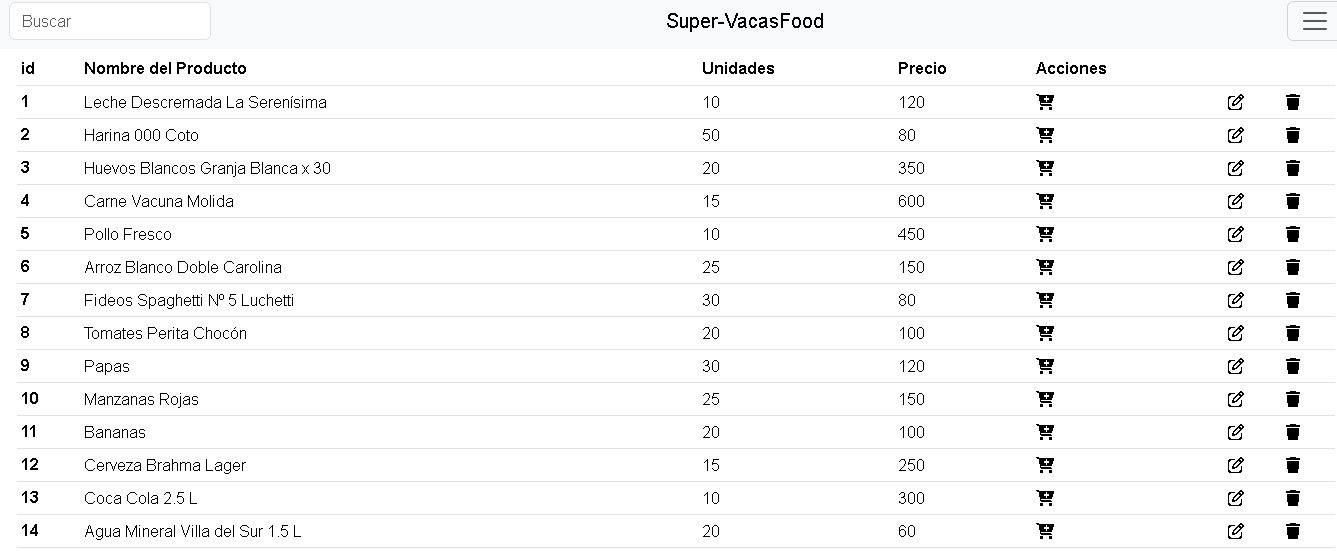 Buscar Super-VacasFood
id Nombre del Producto Unidades Precio Acciones
1 Leche Descremada La Serenísima 10 120
2 Harina 000 Coto 50 80
3 Huevos Blancos Granja Blanca x 30 20 350
4 Carne Vacuna Molida 15 600
5 Pollo Fresco 10 450
6 Arroz Blanco Doble Carolina 25 150
7 Fideos Spaghetti Nº 5 Luchetti 30 80
8 Tomates Perita Chocón 20 100
9 Papas 30 120
10 Manzanas Rojas 25 150
11 Bananas 20 100
12 Cerveza Brahma Lager 15 250
13 Coca Cola 2.5 L 10 300
14 Agua Mineral Villa del Sur 1.5 L 20 60